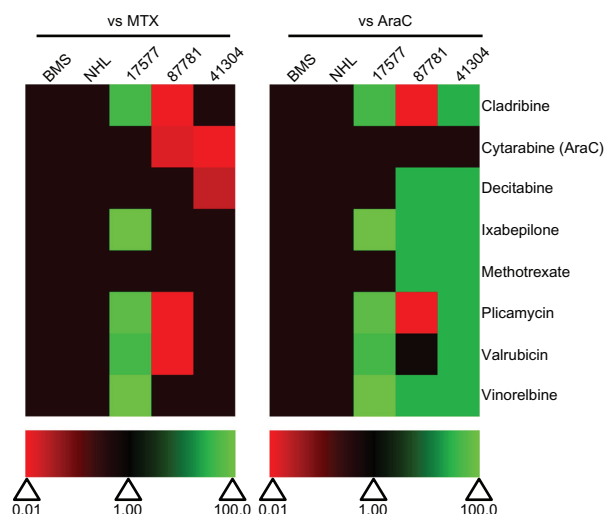 vs MTX vs AraC
BMS NHL 17577 87781 41304 BMS NHL 17577 87781 41304
Cladribine
Cytarabine (AraC)
Decitabine
Ixabepilone
Methotrexate
Plicamycin
Valrubicin
Vinorelbine
0.01 1.00 100.0 0.01 1.00 100.0